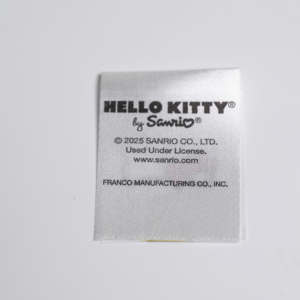 HELLO KITTY®
by Sanrio®
© 2025 SANRIO CO., LTD.
Used Under License.
www.sanrio.com
FRANCO MANUFACTURING CO., INC.